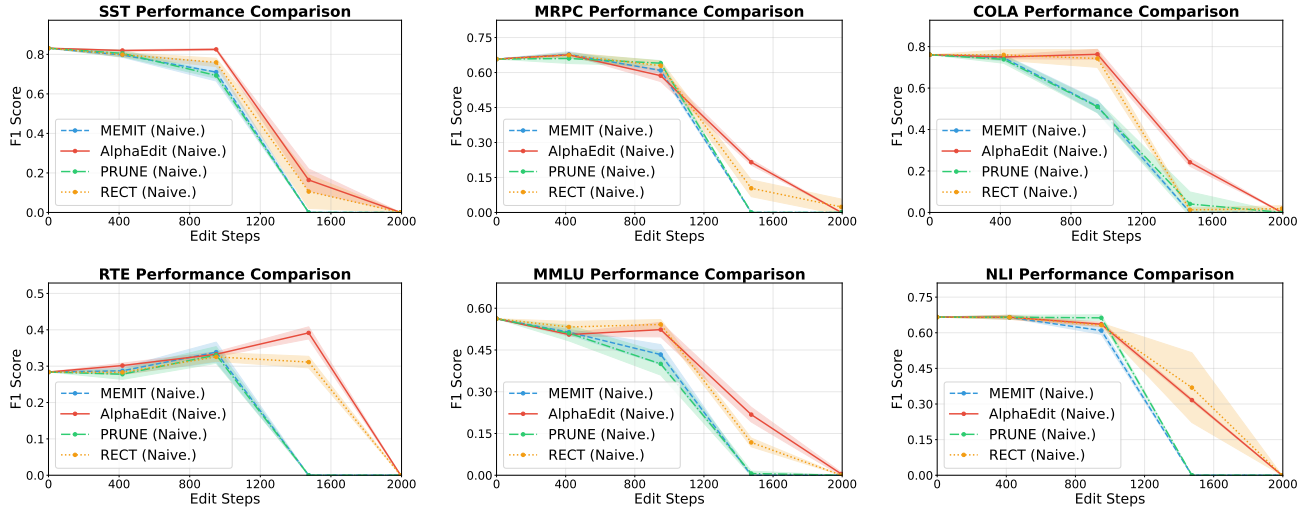 SST Performance Comparison
F1 Score
0.8
0.6
0.4
0.2
0.0
MEMIT (Naive.)
AlphaEdit (Naive.)
PRUNE (Naive.)
RECT (Naive.)
0 400 800 1200 1600 2000
Edit Steps
MRPC Performance Comparison
F1 Score
0.75
0.60
0.45
0.30
0.15
0.00
MEMIT (Naive.)
AlphaEdit (Naive.)
PRUNE (Naive.)
RECT (Naive.)
0 400 800 1200 1600 2000
Edit Steps
COLA Performance Comparison
F1 Score
0.8
0.6
0.4
0.2
0.0
MEMIT (Naive.)
AlphaEdit (Naive.)
PRUNE (Naive.)
RECT (Naive.)
0 400 800 1200 1600 2000
Edit Steps
RTE Performance Comparison
F1 Score
0.5
0.4
0.3
0.2
0.1
0.0
MEMIT (Naive.)
AlphaEdit (Naive.)
PRUNE (Naive.)
RECT (Naive.)
0 400 800 1200 1600 2000
Edit Steps
MMLU Performance Comparison
F1 Score
0.60
0.45
0.30
0.15
0.00
MEMIT (Naive.)
AlphaEdit (Naive.)
PRUNE (Naive.)
RECT (Naive.)
0 400 800 1200 1600 2000
Edit Steps
NLI Performance Comparison
F1 Score
0.75
0.60
0.45
0.30
0.15
0.00
MEMIT (Naive.)
AlphaEdit (Naive.)
PRUNE (Naive.)
RECT (Naive.)
0 400 800 1200 1600 2000
Edit Steps